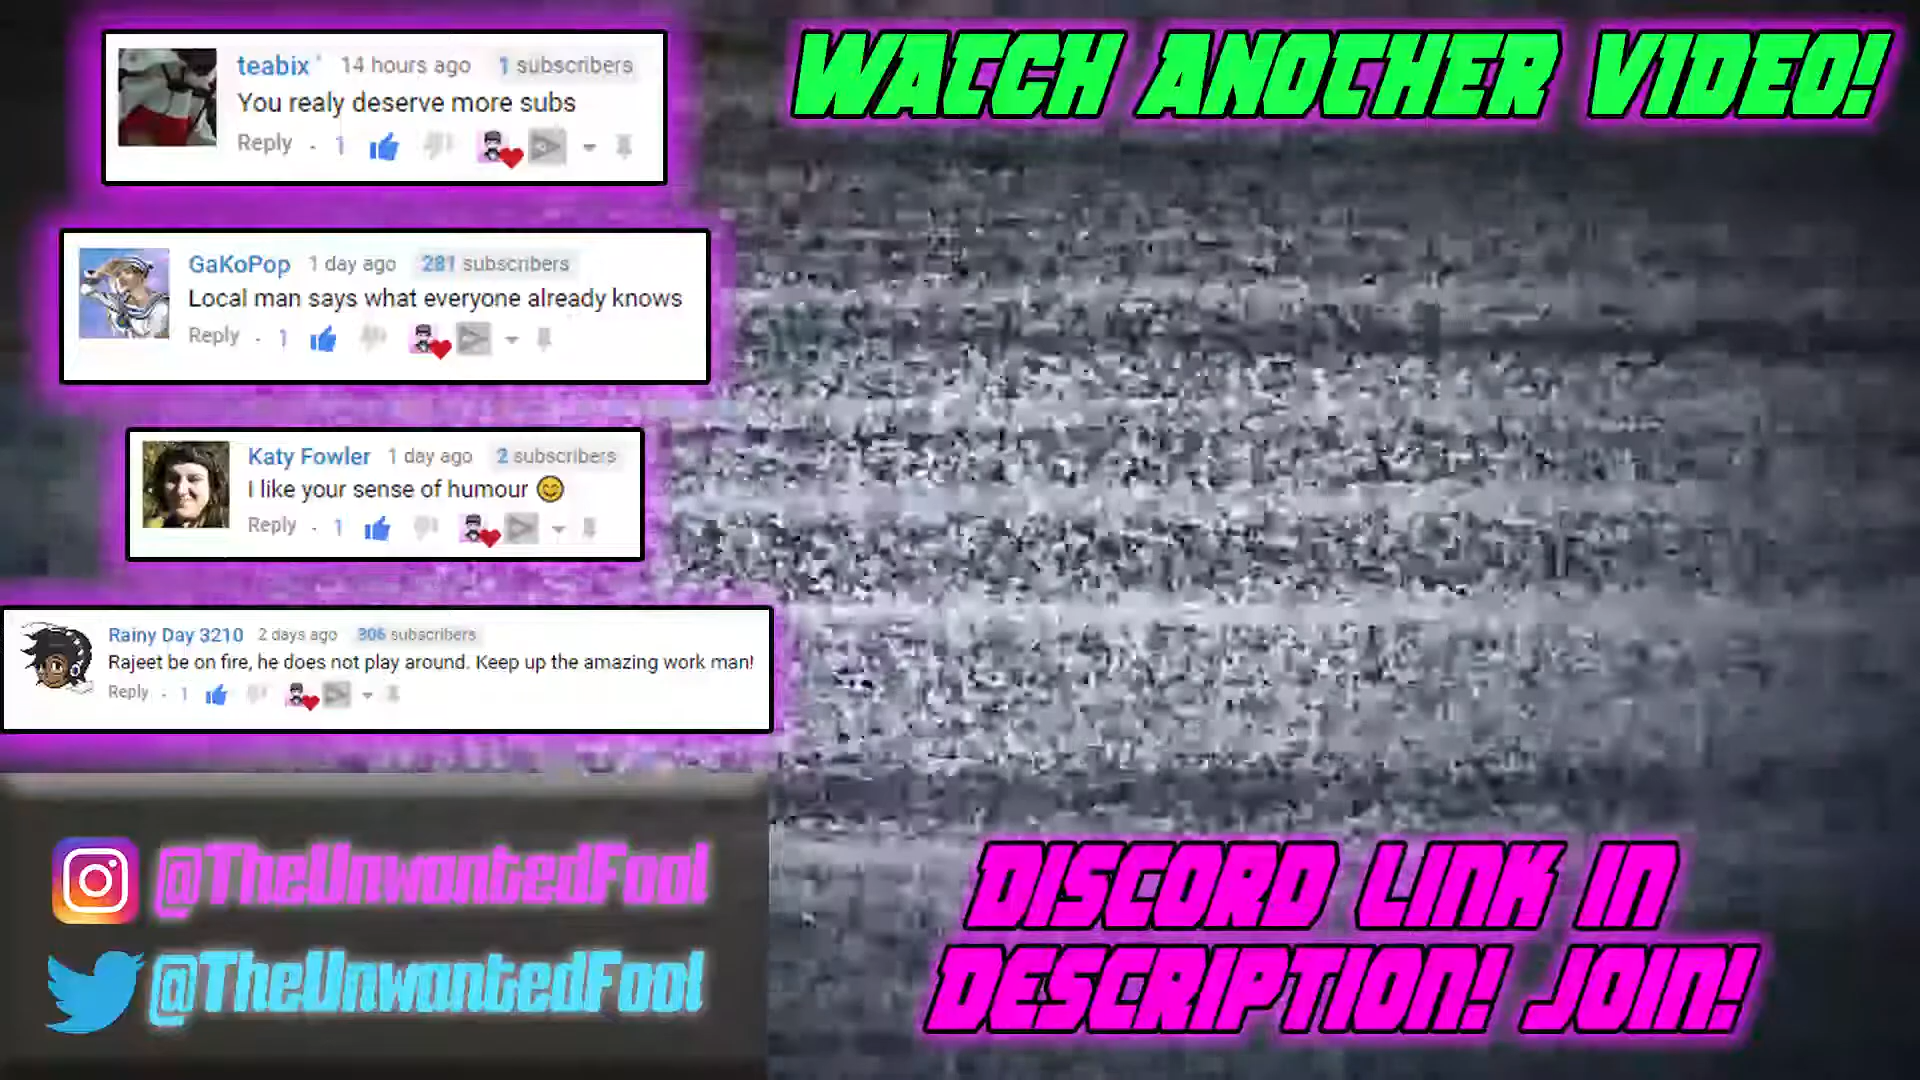 teabix 14 hours ago 1 subscribers
You realy deserve more subs
Reply · 1
GaKoPop 1 day ago 281 subscribers
Local man says what everyone already knows
Reply · 1
Katy Fowler 1 day ago 2 subscribers
I like your sense of humour 😊
Reply · 1
Rainy Day 3210 2 days ago 306 subscribers
Rajeet be on fire, he does not play around. Keep up the amazing work man!
Reply · 1
@TheUnwantedFool
@TheUnwantedFool
WATCH ANOTHER VIDEO!
DISCORD LINK IN
DESCRIPTION! JOIN!